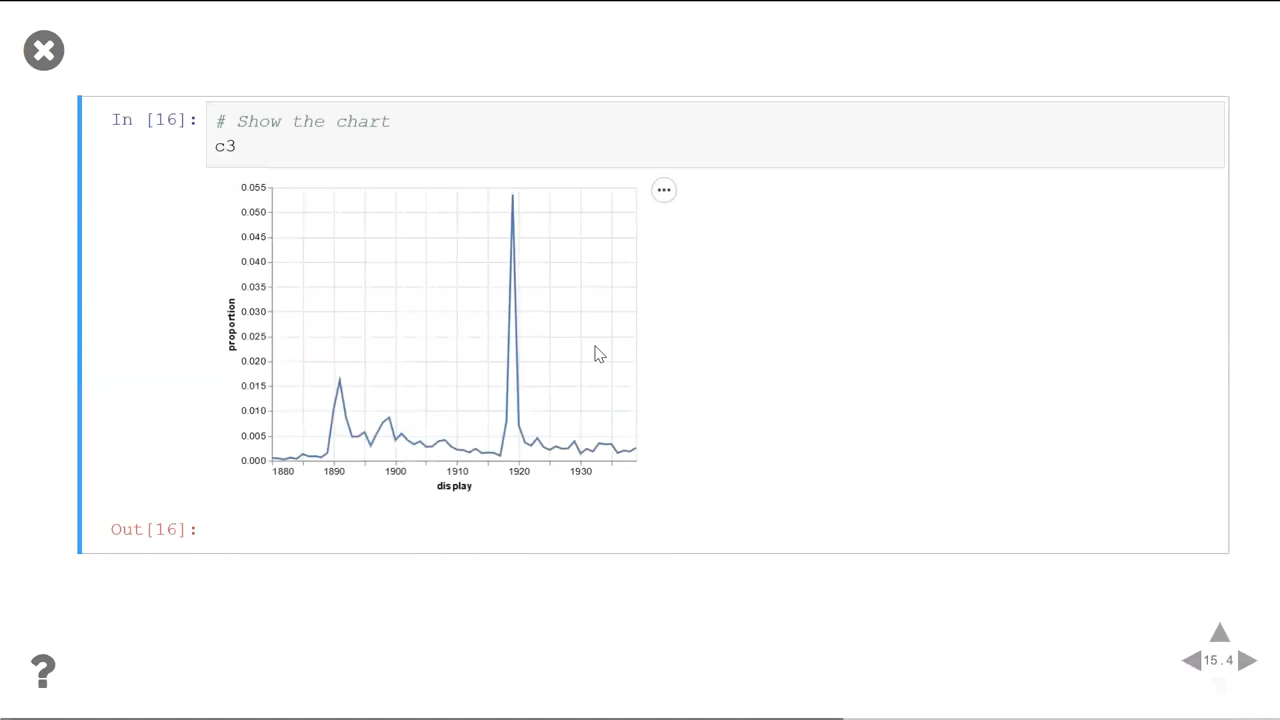 In [16]:
# Show the chart
c3
0.055
0.050
0.045
0.040
0.035
0.030
0.025
0.020
0.015
0.010
0.005
0.000
proportion
1880 1890 1900 1910 1920 1930
display
Out[16]:
?
15.4